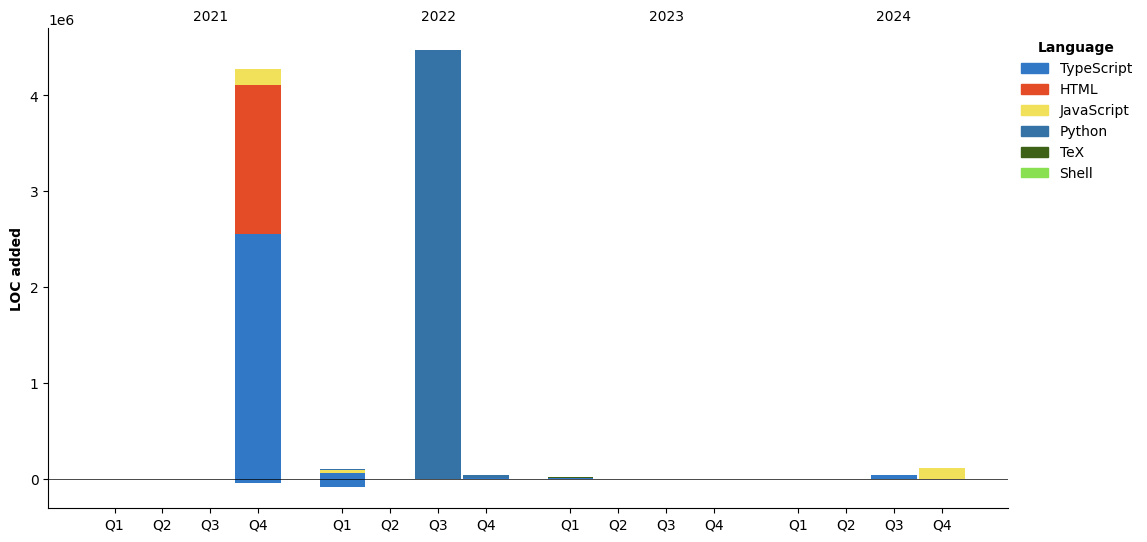 2021 2022 2023 2024
1e6
Language
TypeScript
HTML
JavaScript
Python
TeX
Shell
4
3
2
1
0
LOC added
Q1 Q2 Q3 Q4 Q1 Q2 Q3 Q4 Q1 Q2 Q3 Q4 Q1 Q2 Q3 Q4